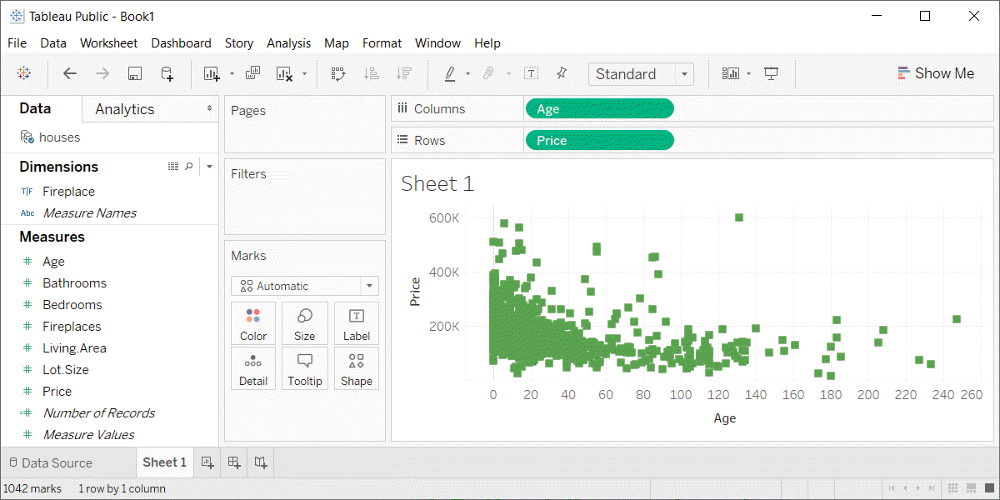 Tableau Public - Book1
File Data Worksheet Dashboard Story Analysis Map Format Window Help
Standard
Show Me
Data
Analytics
houses
Dimensions
T|F Fireplace
Abc Measure Names
Measures
# Age
# Bathrooms
# Bedrooms
# Fireplaces
# Living.Area
# Lot.Size
# Price
=# Number of Records
# Measure Values
Pages
Filters
Marks
Automatic
Color
Size
T
Label
Detail
Tooltip
Shape
Columns
Age
Rows
Price
Sheet 1
600K
400K
200K
Price
0 20 40 60 80 100 120 140 160 180 200 220 240 260
Age
Data Source
Sheet 1
1042 marks
1 row by 1 column